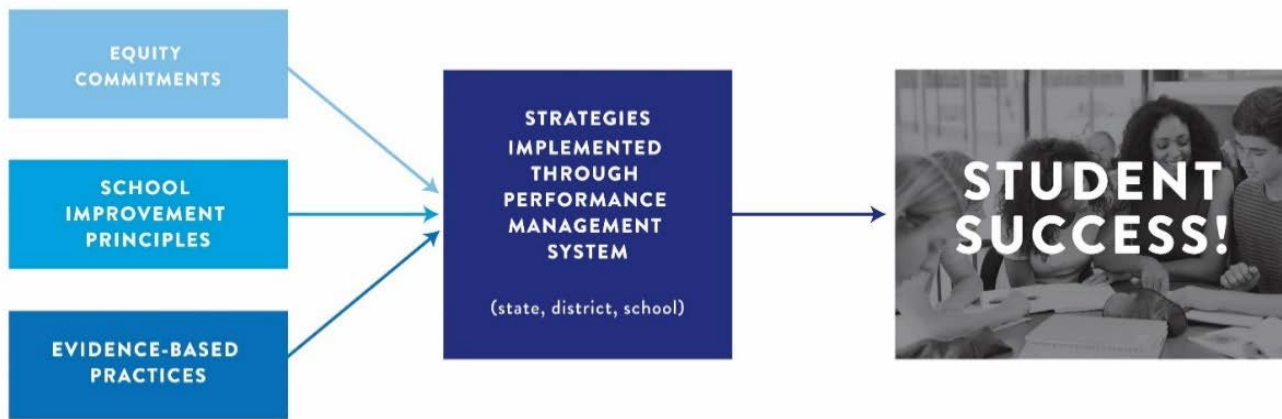 EQUITY
COMMITMENTS
SCHOOL
IMPROVEMENT
PRINCIPLES
EVIDENCE-BASED
PRACTICES
STRATEGIES
IMPLEMENTED
THROUGH
PERFORMANCE
MANAGEMENT
SYSTEM
(state, district, school)
STUDENT
SUCCESS!